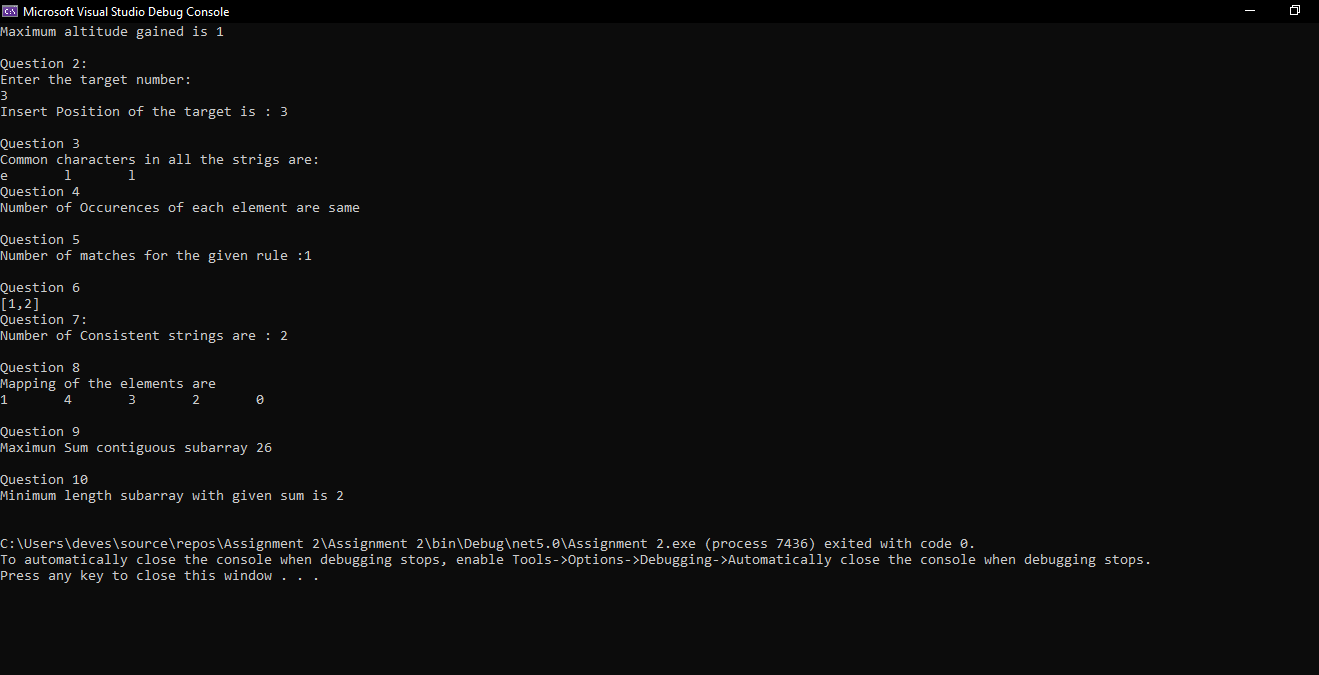 Microsoft Visual Studio Debug Console
Maximum altitude gained is 1
Question 2:
Enter the target number:
3
Insert Position of the target is : 3
Question 3
Common characters in all the strigs are:
e l l
Question 4
Number of Occurences of each element are same
Question 5
Number of matches for the given rule :1
Question 6
[1,2]
Question 7:
Number of Consistent strings are : 2
Question 8
Mapping of the elements are
1 4 3 2 0
Question 9
Maximun Sum contiguous subarray 26
Question 10
Minimum length subarray with given sum is 2
C:\Users\deves\source\repos\Assignment 2\Assignment 2\bin\Debug\net5.0\Assignment 2.exe (process 7436) exited with code 0.
To automatically close the console when debugging stops, enable Tools->Options->Debugging->Automatically close the console when debugging stops.
Press any key to close this window . . .